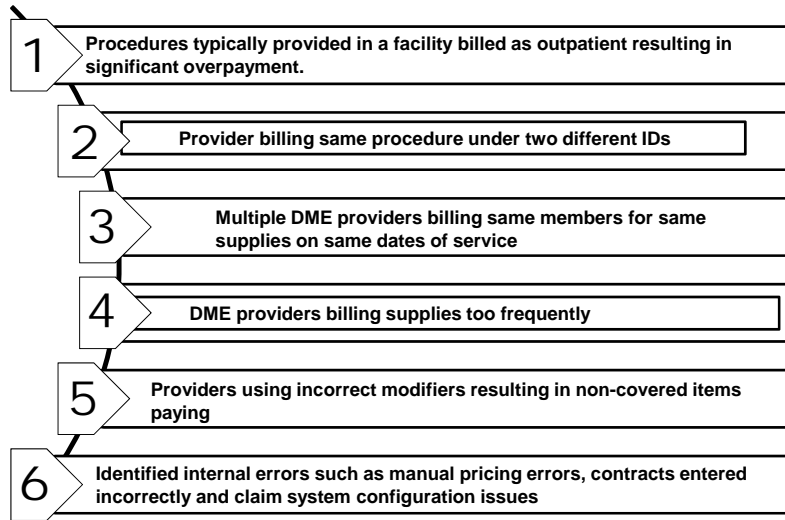 1
Procedures typically provided in a facility billed as outpatient resulting in
significant overpayment.
2
Provider billing same procedure under two different IDs
3
Multiple DME providers billing same members for same
supplies on same dates of service
4
DME providers billing supplies too frequently
5
Providers using incorrect modifiers resulting in non-covered items
paying
6
Identified internal errors such as manual pricing errors, contracts entered
incorrectly and claim system configuration issues